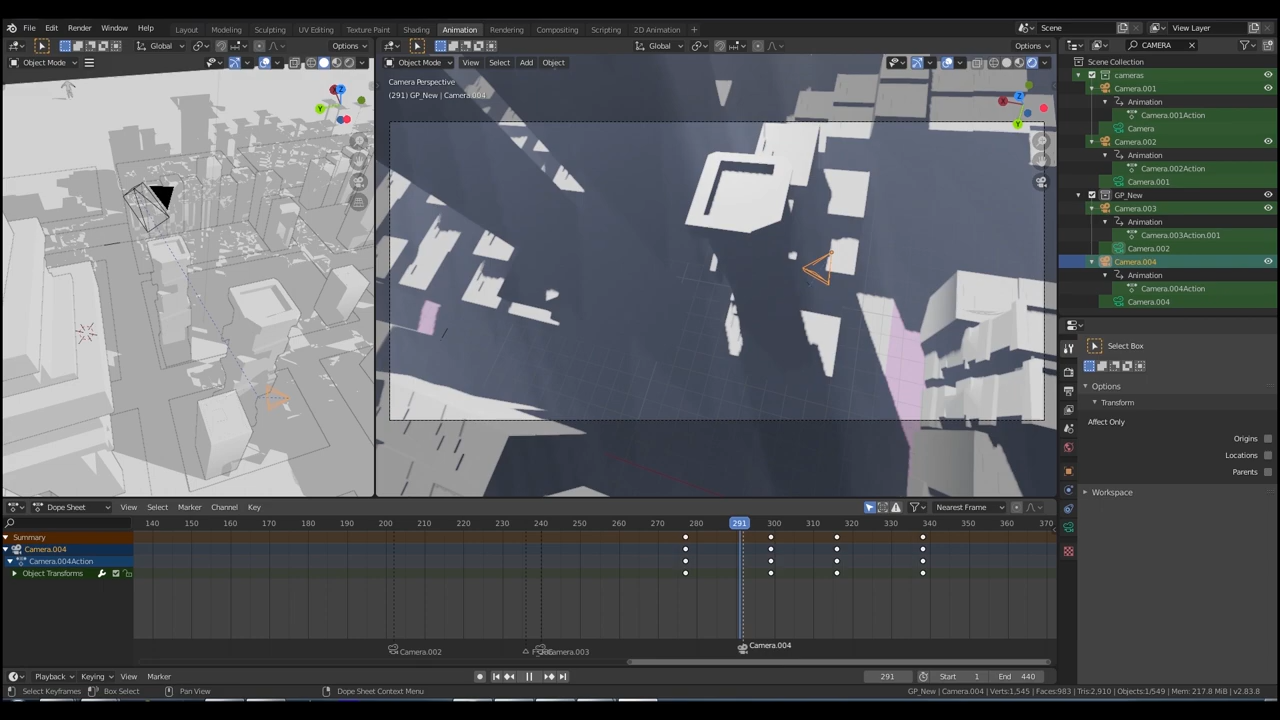 File Edit Render Window Help Layout Modeling Sculpting UV Editing Texture Paint Shading Animation Rendering Compositing Scripting 2D Animation + Scene View Layer
Global Options Global Options CAMERA
Object Mode Object Mode View Select Add Object
Scene Collection
cameras
Camera.001
Animation
Camera.001Action
Camera
Camera.002
Animation
Camera.002Action
Camera.001
GP_New
Camera.003
Animation
Camera.003Action.001
Camera.002
Camera.004
Animation
Camera.004Action
Camera.004
Camera Perspective
(291) GP_New | Camera.004
X Z Y
X Z Y
Select Box
Options
Transform
Affect Only
Origins
Locations
Parents
Workspace
Dope Sheet View Select Marker Channel Key Nearest Frame
140 150 160 170 180 190 200 210 220 230 240 250 260 270 280 291 300 310 320 330 340 350 360 370
Summary
Camera.004
Camera.004Action
Object Transforms
Camera.002 Camera.003 Camera.004
Playback Keying View Marker 291 Start 1 End 440
Select Keyframes Box Select Pan View Dope Sheet Context Menu GP_New | Camera.004 | Verts:1,545 | Faces:983 | Tris:2,910 | Objects:1/549 | Mem: 217.8 MiB | v2.83.8